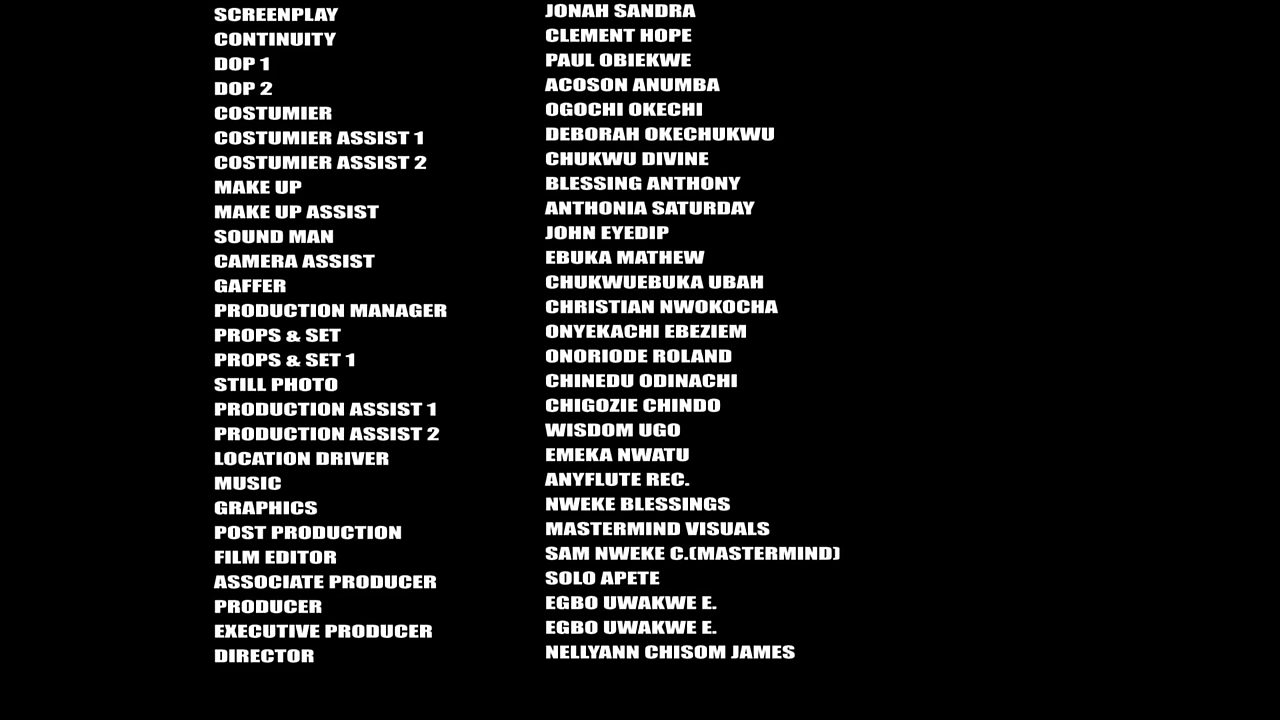 SCREENPLAY JONAH SANDRA
CONTINUITY CLEMENT HOPE
DOP 1 PAUL OBIEKWE
DOP 2 ACOSON ANUMBA
COSTUMIER OGOCHI OKECHI
COSTUMIER ASSIST 1 DEBORAH OKECHUKWU
COSTUMIER ASSIST 2 CHUKWU DIVINE
MAKE UP BLESSING ANTHONY
MAKE UP ASSIST ANTHONIA SATURDAY
SOUND MAN JOHN EYEDIP
CAMERA ASSIST EBUKA MATHEW
GAFFER CHUKWUEBUKA UBAH
PRODUCTION MANAGER CHRISTIAN NWOKOCHA
PROPS & SET ONYEKACHI EBEZIEM
PROPS & SET 1 ONORIODE ROLAND
STILL PHOTO CHINEDU ODINACHI
PRODUCTION ASSIST 1 CHIGOZIE CHINDO
PRODUCTION ASSIST 2 WISDOM UGO
LOCATION DRIVER EMEKA NWATU
MUSIC ANYFLUTE REC.
GRAPHICS NWEKE BLESSINGS
POST PRODUCTION MASTERMIND VISUALS
FILM EDITOR SAM NWEKE C.(MASTERMIND)
ASSOCIATE PRODUCER SOLO APETE
PRODUCER EGBO UWAKWE E.
EXECUTIVE PRODUCER EGBO UWAKWE E.
DIRECTOR NELLYANN CHISOM JAMES